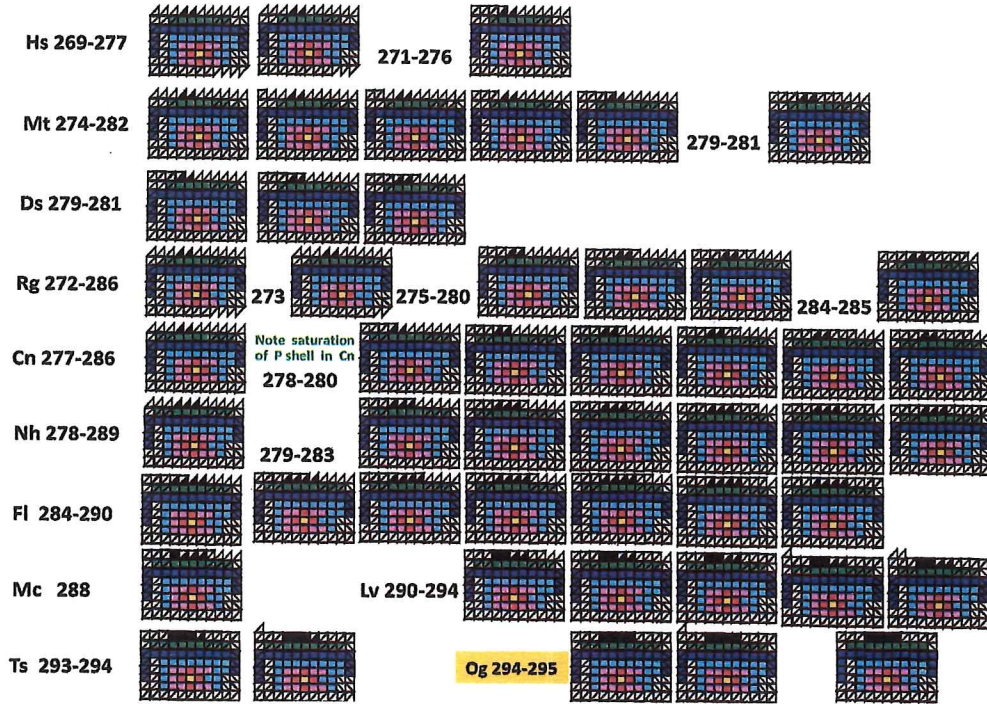 Hs 269-277
271-276
Mt 274-282
279-281
Ds 279-281
Rg 272-286
273
275-280
284-285
Cn 277-286
Note saturation
of P shell in Cn
278-280
Nh 278-289
279-283
Fl 284-290
Mc 288
Lv 290-294
Ts 293-294
Og 294-295